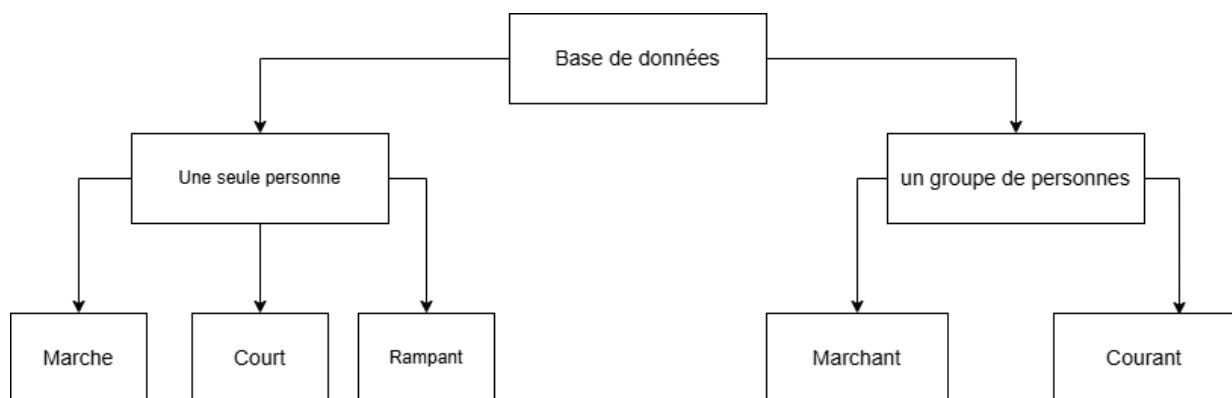 Base de données
Une seule personne
un groupe de personnes
Marche
Court
Rampant
Marchant
Courant